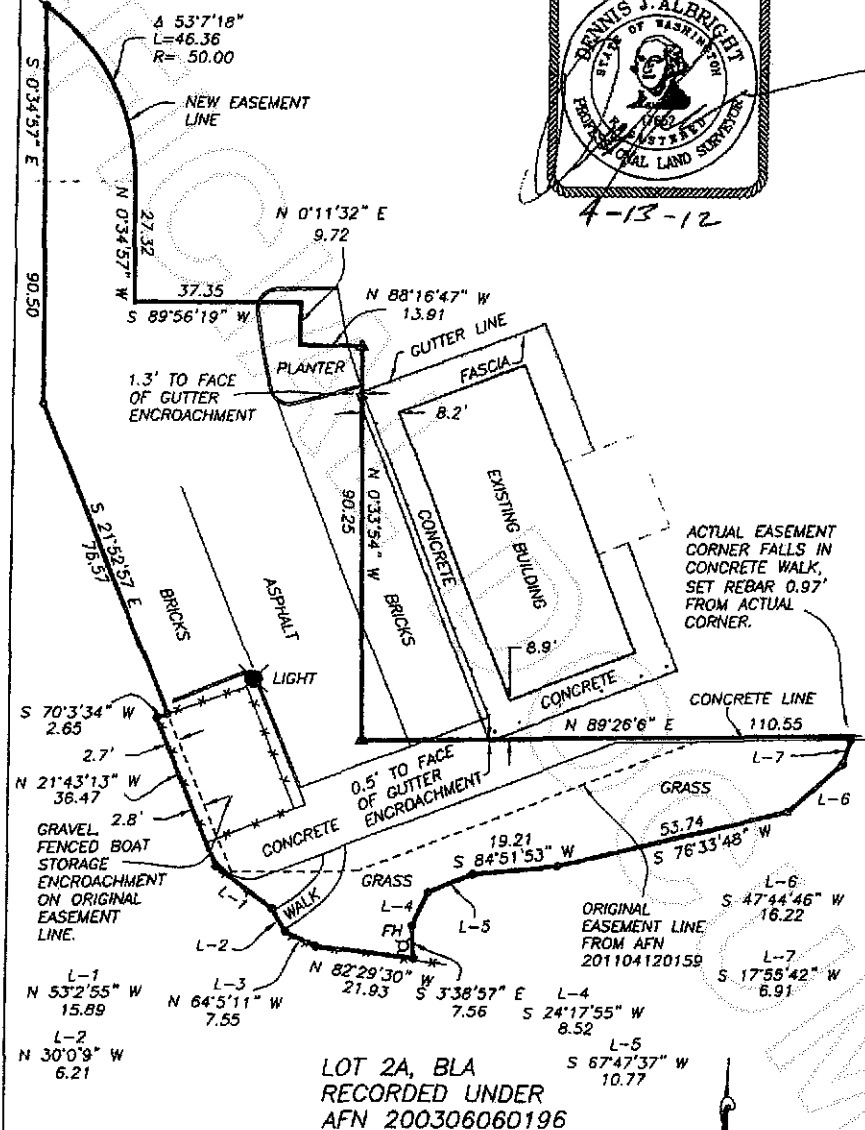 Δ 53°7'18"
L=46.36
R= 50.00
NEW EASEMENT
LINE
DENNIS J. ALBRIGHT
STATE OF WASHINGTON
17652
REGISTERED
PROFESSIONAL LAND SURVEYOR
4-13-12
S 0°34'57" E
90.50
27.32
N 0°34'57" W
N 0°11'32" E
9.72
37.35
S 89°56'19" W
N 88°16'47" W
13.91
GUTTER LINE
PLANTER
FASCIA
1.3' TO FACE
OF GUTTER
ENCROACHMENT
8.2'
N 0°33'54" W
90.25
CONCRETE
BRICKS
EXISTING BUILDING
S 21°52'57" E
76.57
BRICKS
ASPHALT
ACTUAL EASEMENT
CORNER FALLS IN
CONCRETE WALK,
SET REBAR 0.97'
FROM ACTUAL
CORNER.
8.9'
LIGHT
CONCRETE
CONCRETE LINE
S 70°3'34" W
2.65
N 89°26'6" E
110.55
2.7'
L-7
N 21°43'13" W
36.47
0.5' TO FACE
OF GUTTER
ENCROACHMENT
GRASS
L-6
2.8'
GRAVEL,
FENCED BOAT
STORAGE
ENCROACHMENT
ON ORIGINAL
EASEMENT
LINE.
CONCRETE
19.21
S 84°51'53" W
53.74
S 76°33'48" W
GRASS
L-1
WALK
L-4
L-5
FH
L-2
ORIGINAL
EASEMENT LINE
FROM AFN
201104120159
L-6
S 47°44'46" W
16.22
L-7
S 17°55'42" W
6.91
L-1
N 53°2'55" W
15.89
L-3
N 64°5'11" W
7.55
N 82°29'30" W
21.93
S 3°38'57" E
7.56
L-4
S 24°17'55" W
8.52
L-2
N 30°0'9" W
6.21
L-5
S 67°47'37" W
10.77
LOT 2A, BLA
RECORDED UNDER
AFN 200306060196